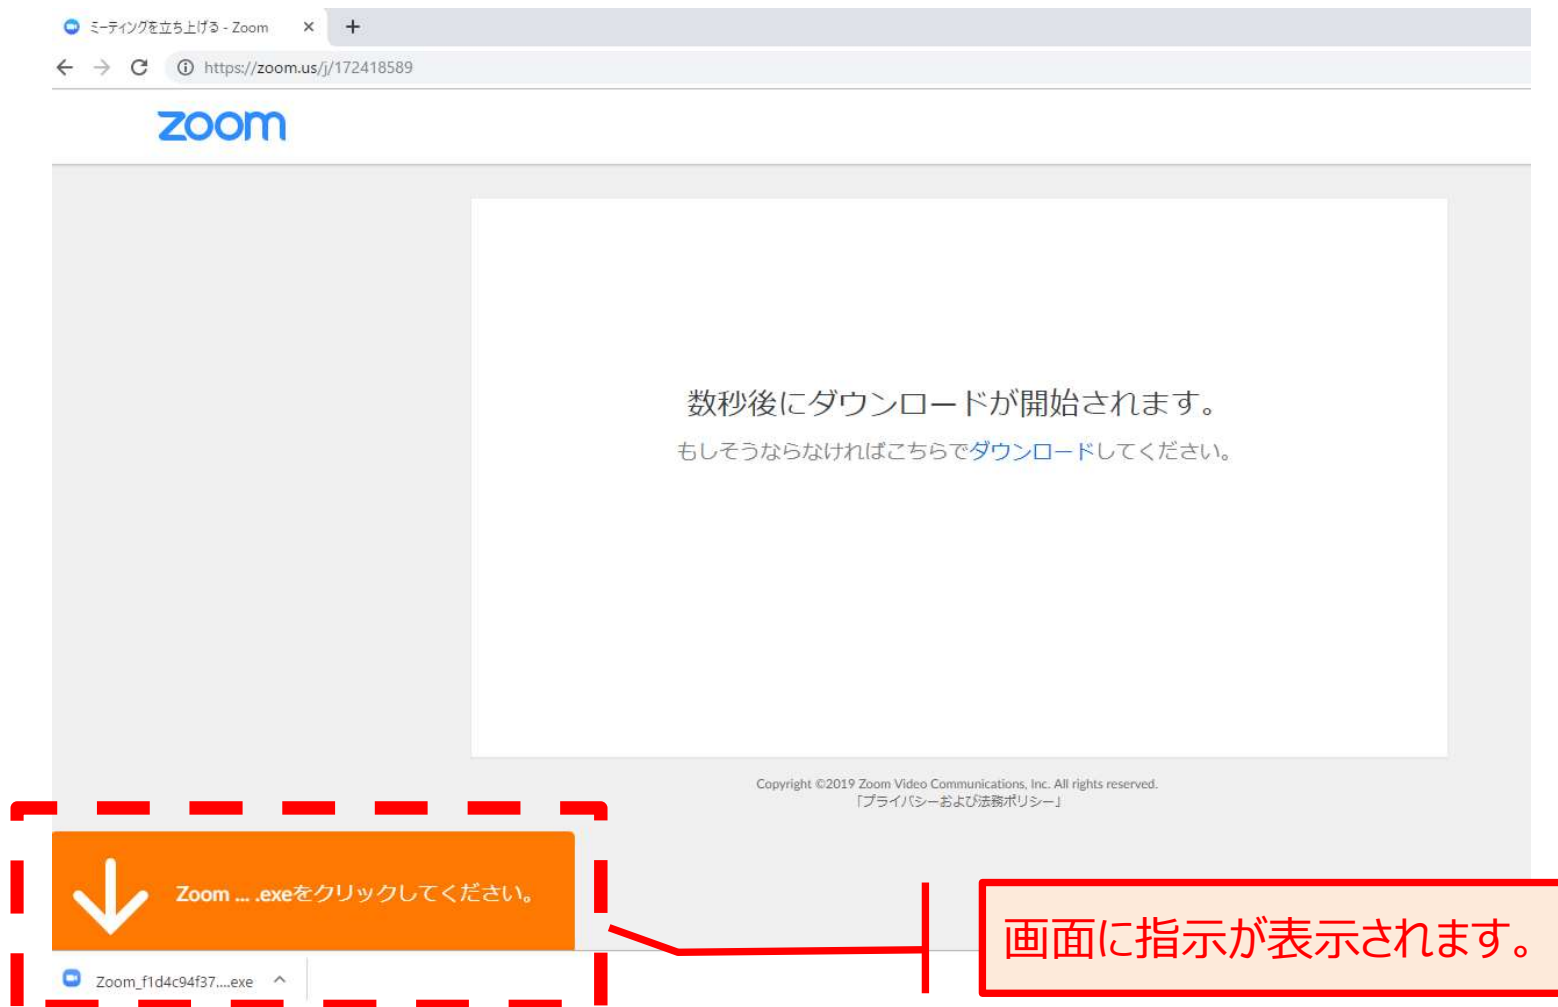 ミーティングを立ち上げる - Zoom
https://zoom.us/j/172418589
zoom
数秒後にダウンロードが開始されます。
もしそうならなければこちらでダウンロードしてください。
Copyright ©2019 Zoom Video Communications, Inc. All rights reserved.
「プライバシーおよび法務ポリシー」
Zoom ... .exeをクリックしてください。
画面に指示が表示されます。
Zoom_f1d4c94f37....exe